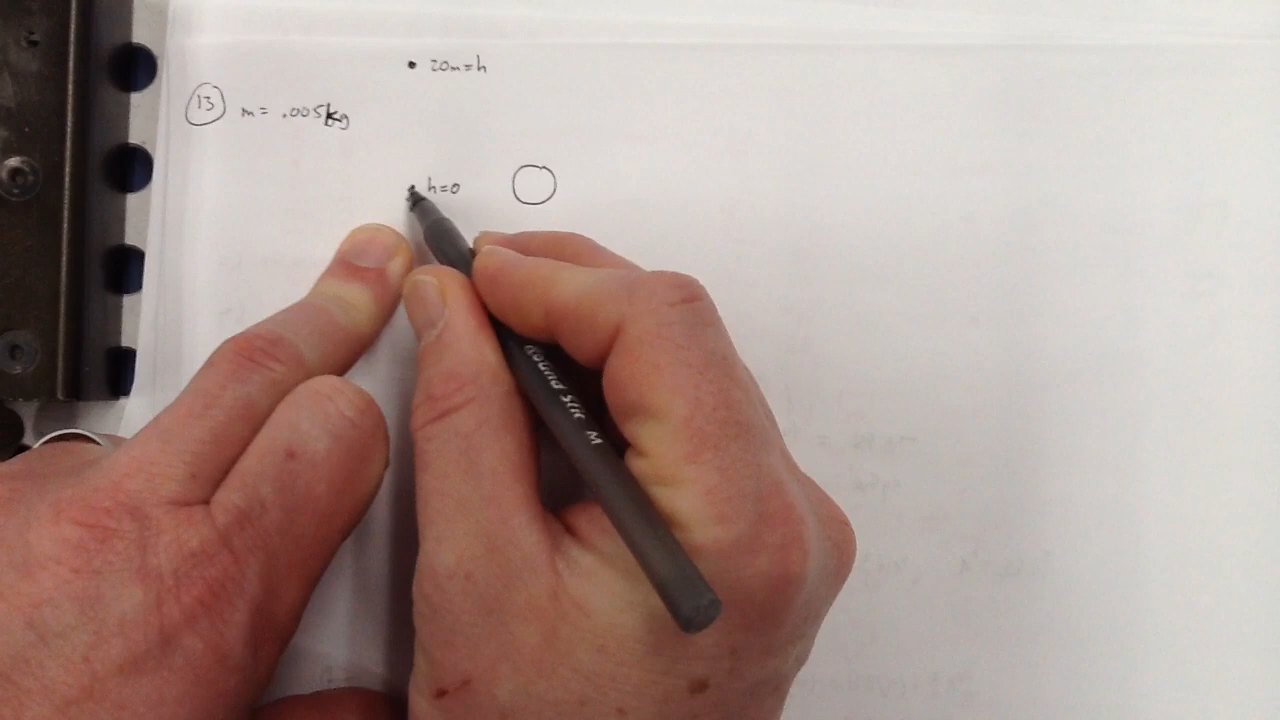 20m=h
13 m = .005kg
h=0
Round Stic M